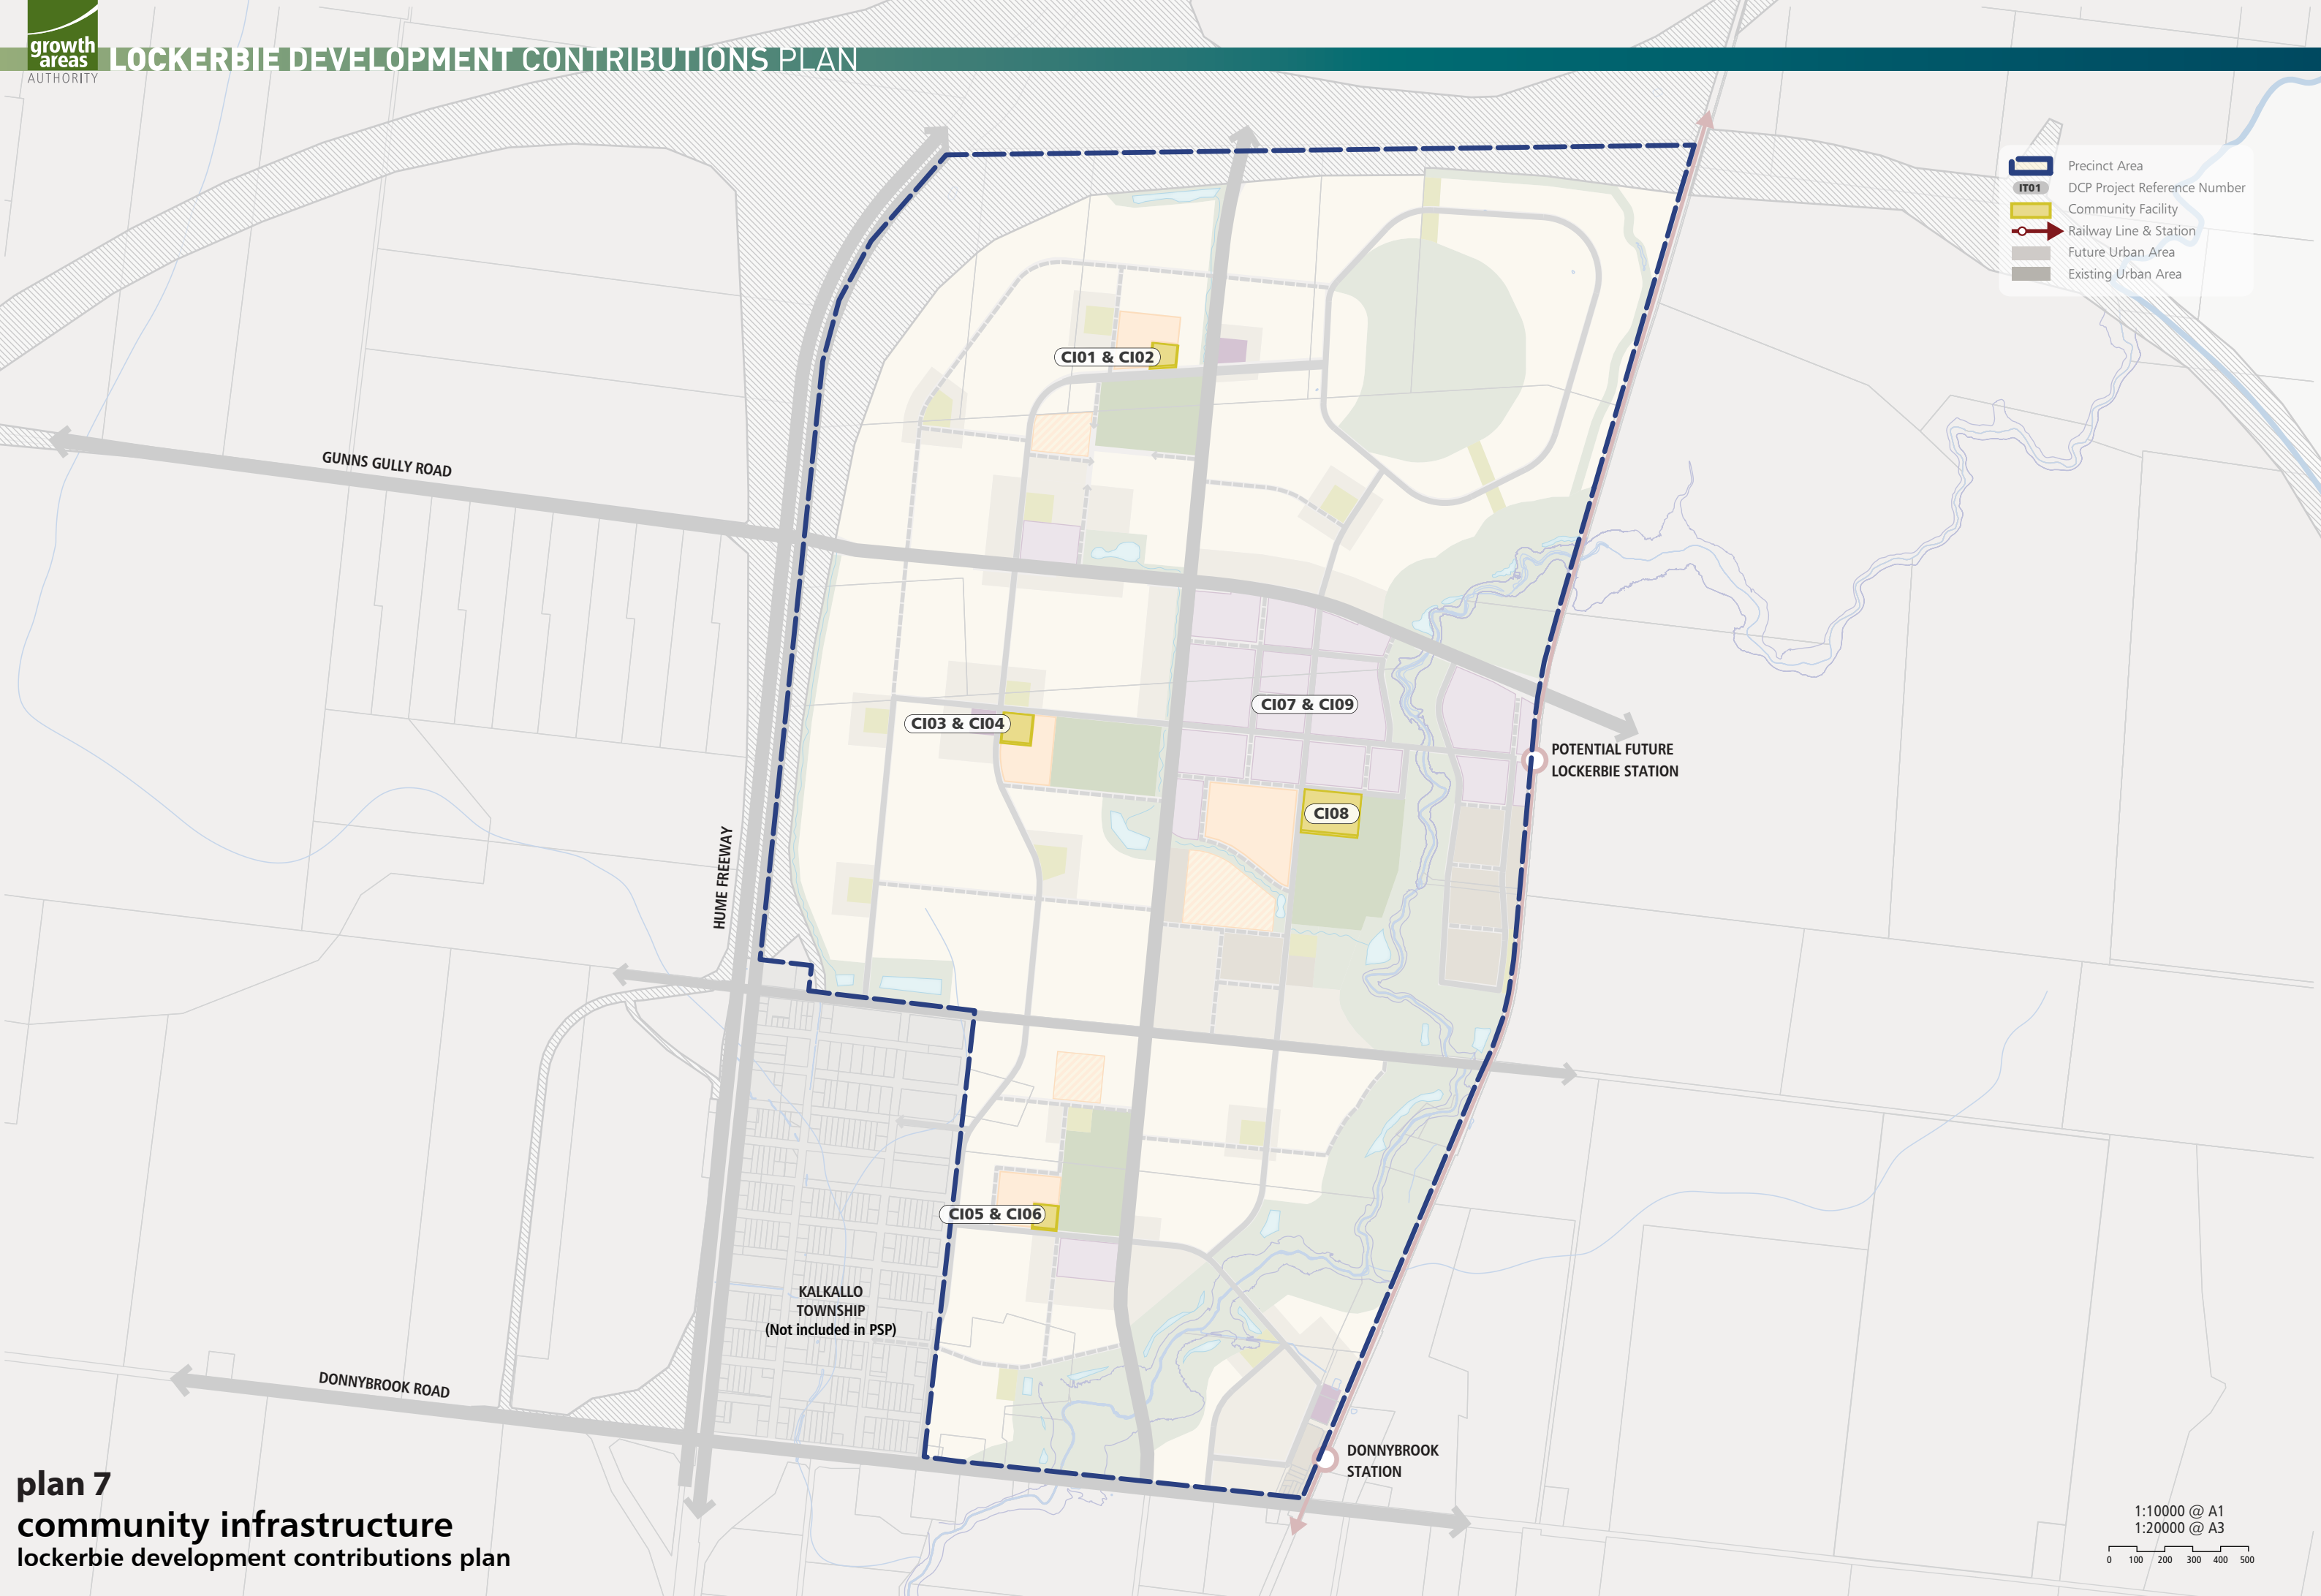 growth
areas
AUTHORITY
LOCKERBIE DEVELOPMENT CONTRIBUTIONS PLAN
Precinct Area
IT01 DCP Project Reference Number
Community Facility
Railway Line & Station
Future Urban Area
Existing Urban Area
CI01 & CI02
GUNNS GULLY ROAD
CI07 & CI09
CI03 & CI04
POTENTIAL FUTURE
LOCKERBIE STATION
CI08
HUME FREEWAY
CI05 & CI06
KALKALLO
TOWNSHIP
(Not included in PSP)
DONNYBROOK ROAD
DONNYBROOK
STATION
plan 7
community infrastructure
lockerbie development contributions plan
1:10000 @ A1
1:20000 @ A3
0 100 200 300 400 500